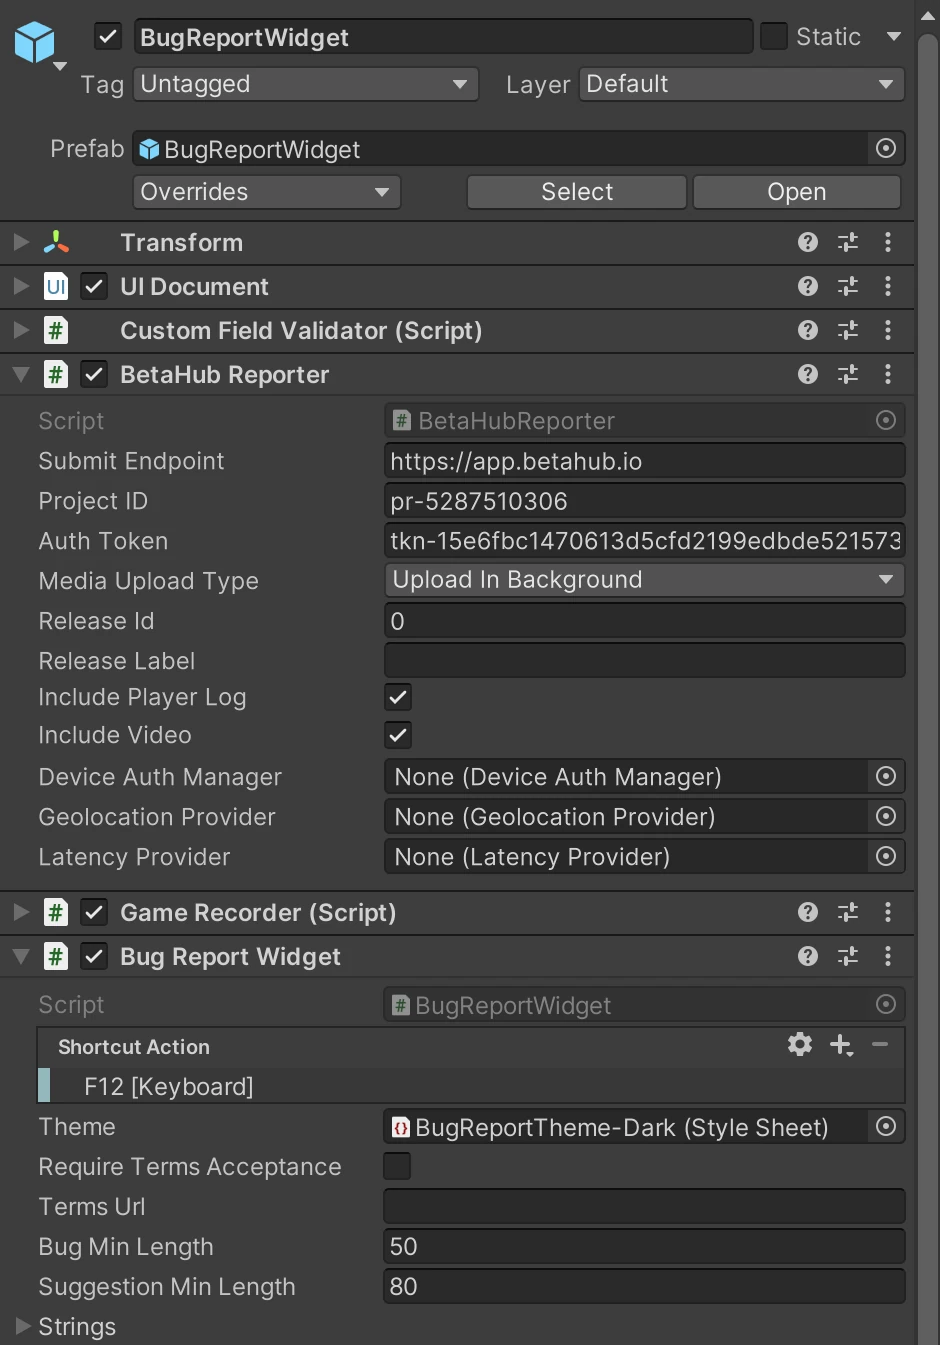 BugReportWidget Static
Tag Untagged Layer Default
Prefab BugReportWidget
Overrides Select Open
Transform
UI Document
Custom Field Validator (Script)
BetaHub Reporter
Script BetaHubReporter
Submit Endpoint https://app.betahub.io
Project ID pr-5287510306
Auth Token tkn-15e6fbc1470613d5cfd2199edbde521573
Media Upload Type Upload In Background
Release Id 0
Release Label
Include Player Log
Include Video
Device Auth Manager None (Device Auth Manager)
Geolocation Provider None (Geolocation Provider)
Latency Provider None (Latency Provider)
Game Recorder (Script)
Bug Report Widget
Script BugReportWidget
Shortcut Action
F12 [Keyboard]
Theme BugReportTheme-Dark (Style Sheet)
Require Terms Acceptance
Terms Url
Bug Min Length 50
Suggestion Min Length 80
Strings